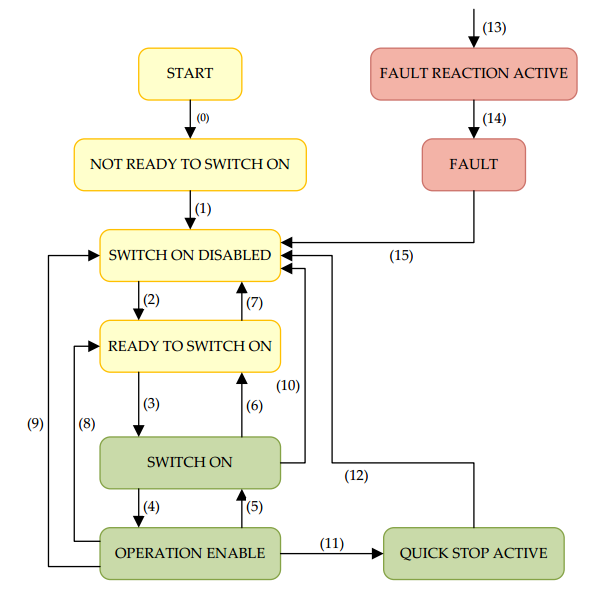 (13)
START
FAULT REACTION ACTIVE
(0)
(14)
NOT READY TO SWITCH ON
FAULT
(1)
SWITCH ON DISABLED
(15)
(2)
(7)
READY TO SWITCH ON
(10)
(3)
(6)
(9)
(8)
SWITCH ON
(12)
(4)
(5)
(11)
OPERATION ENABLE
QUICK STOP ACTIVE